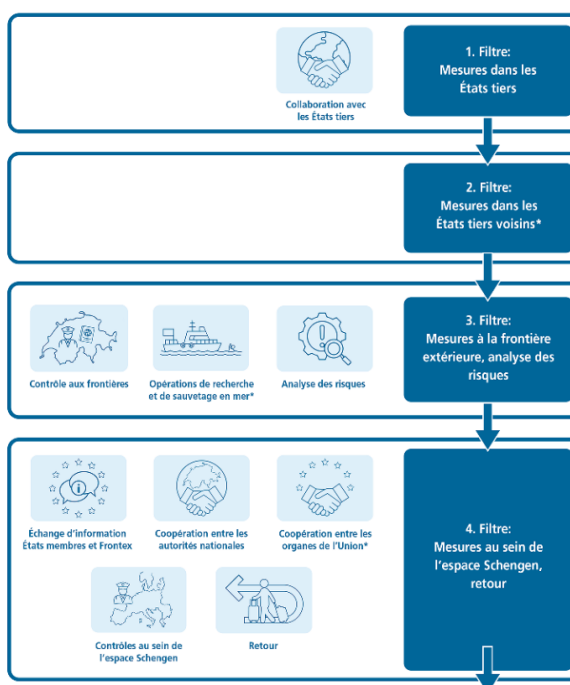 1. Filtre:
Mesures dans les
États tiers
Collaboration avec
les États tiers
2. Filtre:
Mesures dans les
États tiers voisins*
3. Filtre:
Mesures à la frontière
extérieure, analyse des
risques
Contrôle aux frontières
Opérations de recherche
et de sauvetage en mer*
Analyse des risques
4. Filtre:
Mesures au sein de
l’espace Schengen,
retour
Échange d’information
États membres et Frontex
Coopération entre les
autorités nationales
Coopération entre les
organes de l’Union*
Contrôles au sein de
l’espace Schengen
Retour